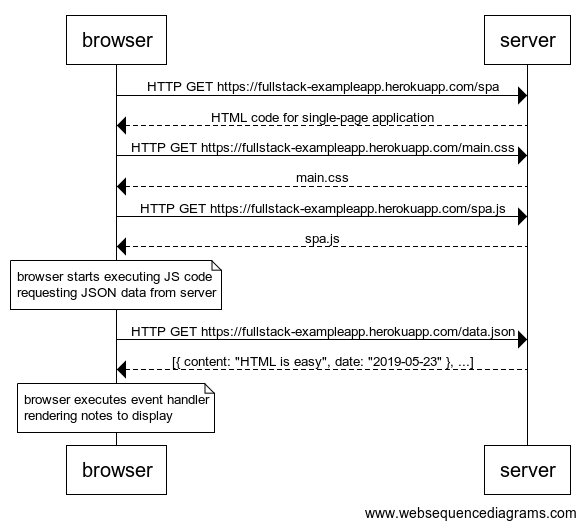 browser
server
HTTP GET https://fullstack-exampleapp.herokuapp.com/spa
HTML code for single-page application
HTTP GET https://fullstack-exampleapp.herokuapp.com/main.css
main.css
HTTP GET https://fullstack-exampleapp.herokuapp.com/spa.js
spa.js
browser starts executing JS code
requesting JSON data from server
HTTP GET https://fullstack-exampleapp.herokuapp.com/data.json
[{ content: "HTML is easy", date: "2019-05-23" }, ...]
browser executes event handler
rendering notes to display
browser
server
www.websequencediagrams.com